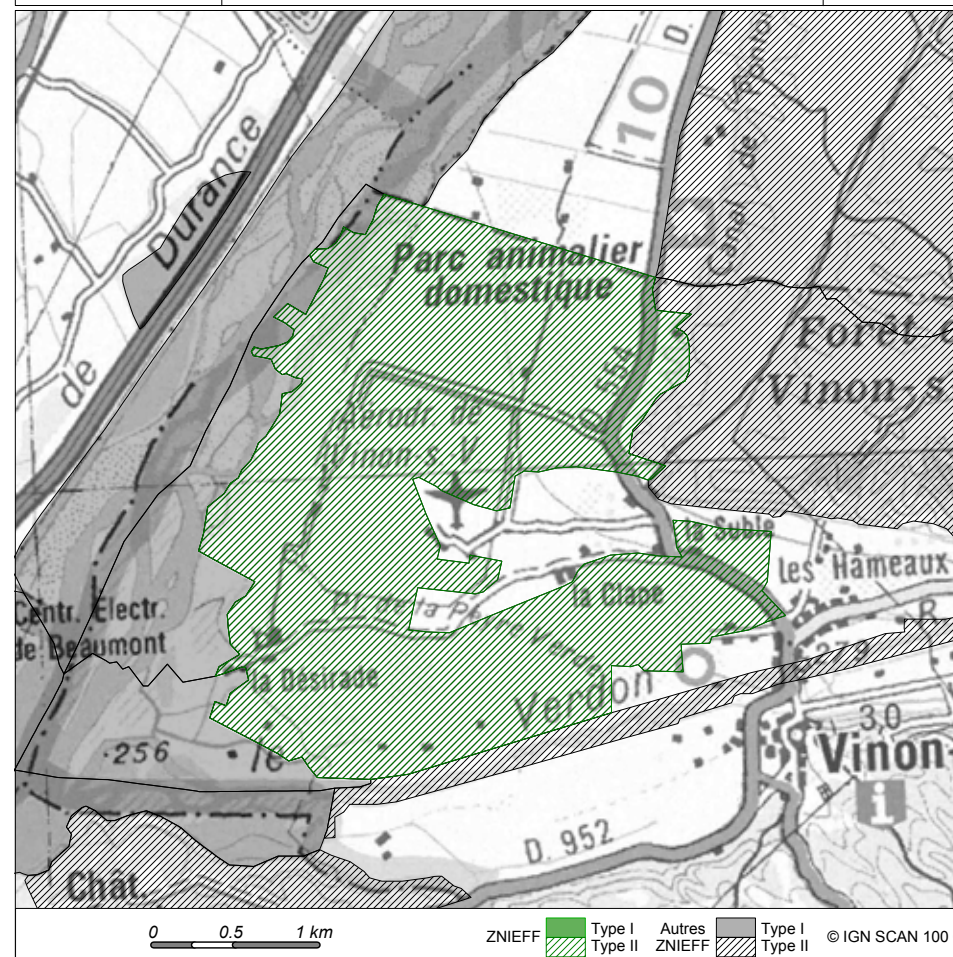 10
D.
Canal de
Durance
de
Parc animalier
domestique
Forêt d
Vinon-s.
D. 554
Aérodr. de
Vinon-s. V.
la Suble
les Hameaux
la Clape
Centr. Electr.
de Beaumont
R
279
la Désirade
Verdon
3,0
·256
le
Vinon-
i
D. 952
Chât.
0 0.5 1 km
ZNIEFF Type I Autres Type I © IGN SCAN 100
Type II ZNIEFF Type II